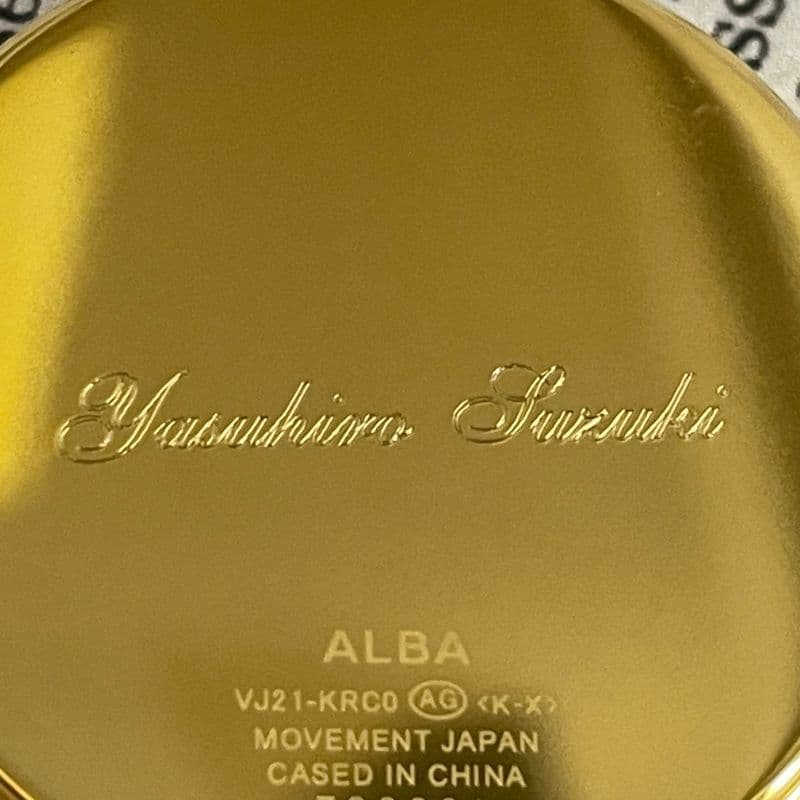 Yasuhiro Suzuki
ALBA
VJ21-KRC0 AG <K-X>
MOVEMENT JAPAN
CASED IN CHINA